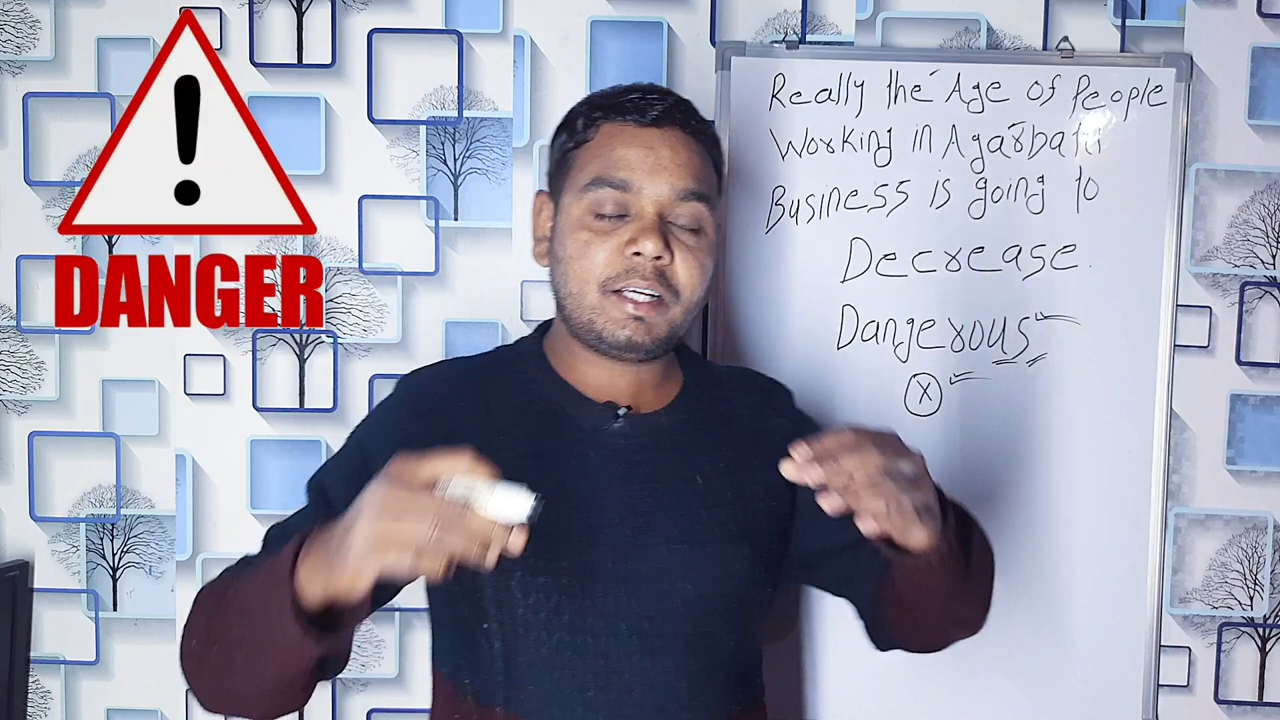 DANGER
Really the Age of People
Working in Agarbatti
Business is going to
Decrease.
Dangerous
X